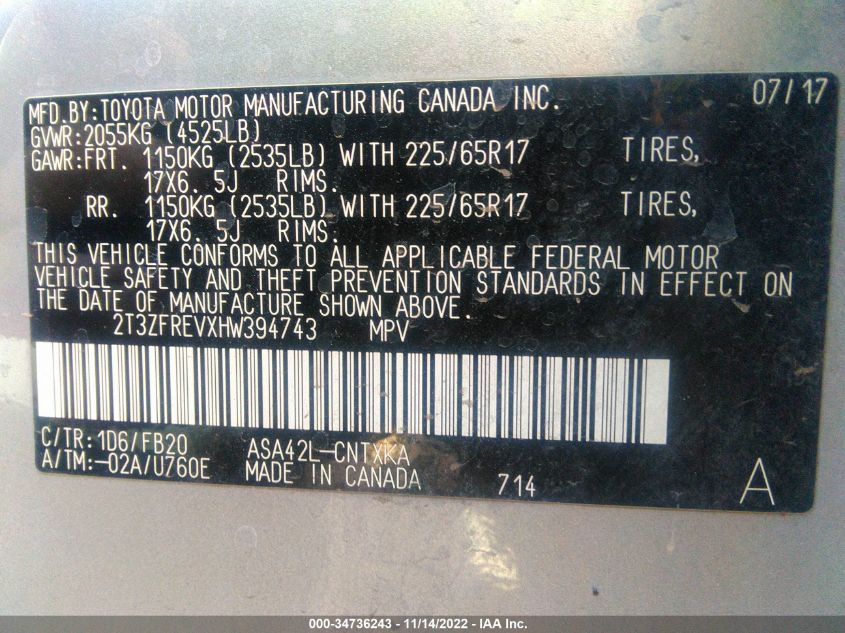 MFD.BY:TOYOTA MOTOR MANUFACTURING CANADA INC. 07/17
GVWR:2055KG (4525LB)
GAWR:FRT. 1150KG (2535LB) WITH 225/65R17 TIRES,
17X6. 5J RIMS.
RR. 1150KG (2535LB) WITH 225/65R17 TIRES,
17X6. 5J RIMS.
THIS VEHICLE CONFORMS TO ALL APPLICABLE FEDERAL MOTOR
VEHICLE SAFETY AND THEFT PREVENTION STANDARDS IN EFFECT ON
THE DATE OF MANUFACTURE SHOWN ABOVE.
2T3ZFREVXHW394743 MPV
C/TR:1D6/FB20 ASA42L-CNTXKA
A/TM:-02A/U760E MADE IN CANADA 714 A
000-34736243 - 11/14/2022 - IAA Inc.